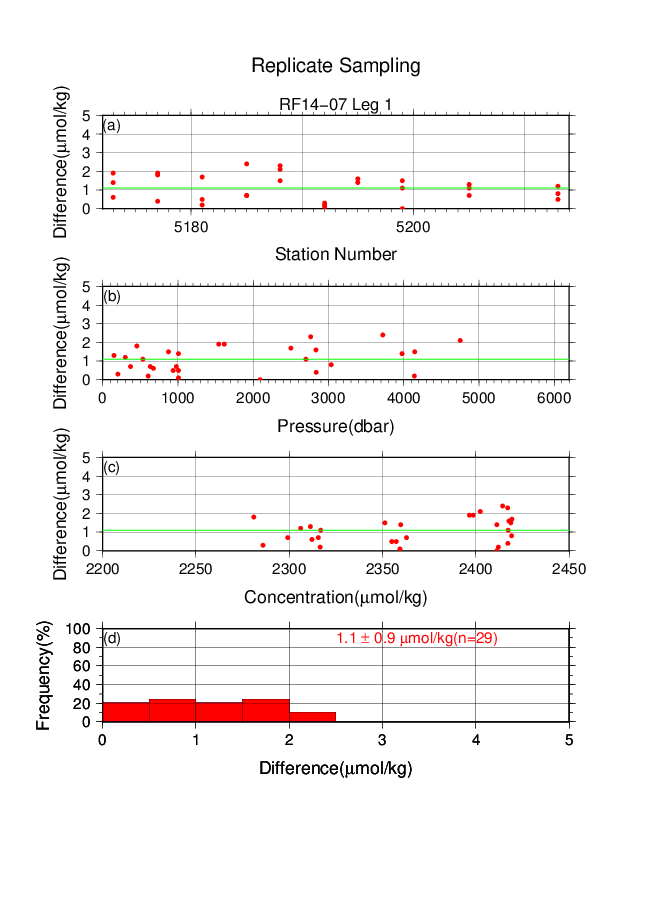 Replicate Sampling
RF14−07 Leg 1
Difference(μmol/kg)
(a)
5
4
3
2
1
0
5180 5200
Station Number
Difference(μmol/kg)
(b)
5
4
3
2
1
0
0 1000 2000 3000 4000 5000 6000
Pressure(dbar)
Difference(μmol/kg)
(c)
5
4
3
2
1
0
2200 2250 2300 2350 2400 2450
Concentration(μmol/kg)
Frequency(%)
(d)
1.1 ± 0.9 μmol/kg(n=29)
100
80
60
40
20
0
0 1 2 3 4 5
Difference(μmol/kg)